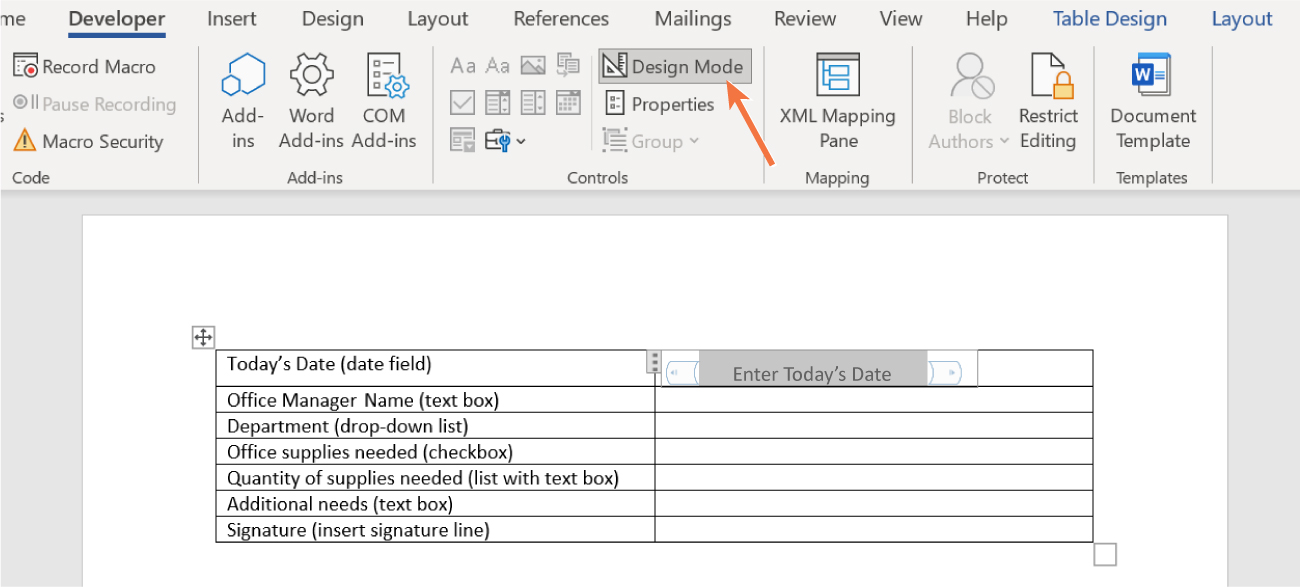 me Developer Insert Design Layout References Mailings Review View Help Table Design Layout
Record Macro
Pause Recording
Macro Security
Code
Add-
ins
Word
Add-ins
COM
Add-ins
Add-ins
Aa Aa
Design Mode
Properties
Group
Controls
XML Mapping
Pane
Mapping
Block
Authors
Restrict
Editing
Protect
W
Document
Template
Templates
Today’s Date (date field) Enter Today’s Date
Office Manager Name (text box)
Department (drop-down list)
Office supplies needed (checkbox)
Quantity of supplies needed (list with text box)
Additional needs (text box)
Signature (insert signature line)